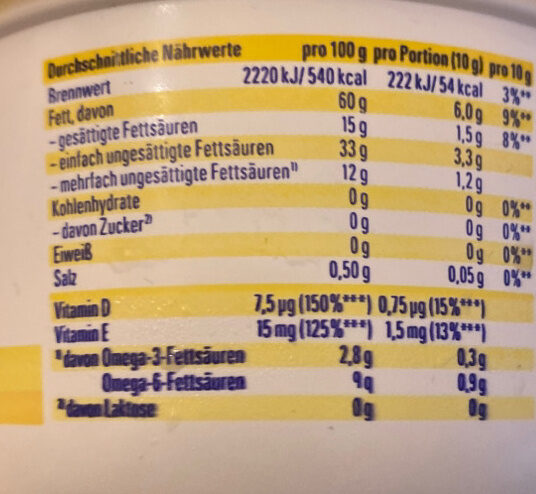 Durchschnittliche Nährwerte pro 100 g pro Portion (10 g) pro 10 g
Brennwert 2220 kJ/ 540 kcal 222 kJ/ 54 kcal 3%**
Fett, davon 60 g 6,0 g 9%**
- gesättigte Fettsäuren 15 g 1,5 g 8%**
- einfach ungesättigte Fettsäuren 33 g 3,3 g
- mehrfach ungesättigte Fettsäuren¹⁾ 12 g 1,2 g
Kohlenhydrate 0 g 0 g 0%**
- davon Zucker²⁾ 0 g 0 g 0%**
Eiweiß 0 g 0 g 0%**
Salz 0,50 g 0,05 g 0%**
Vitamin D 7,5 µg (150%***) 0,75 µg (15%***)
Vitamin E 15 mg (125%***) 1,5 mg (13%***)
¹⁾ davon Omega-3-Fettsäuren 2,8 g 0,3 g
Omega-6-Fettsäuren 9 g 0,9 g
²⁾ davon Laktose 0 g 0 g